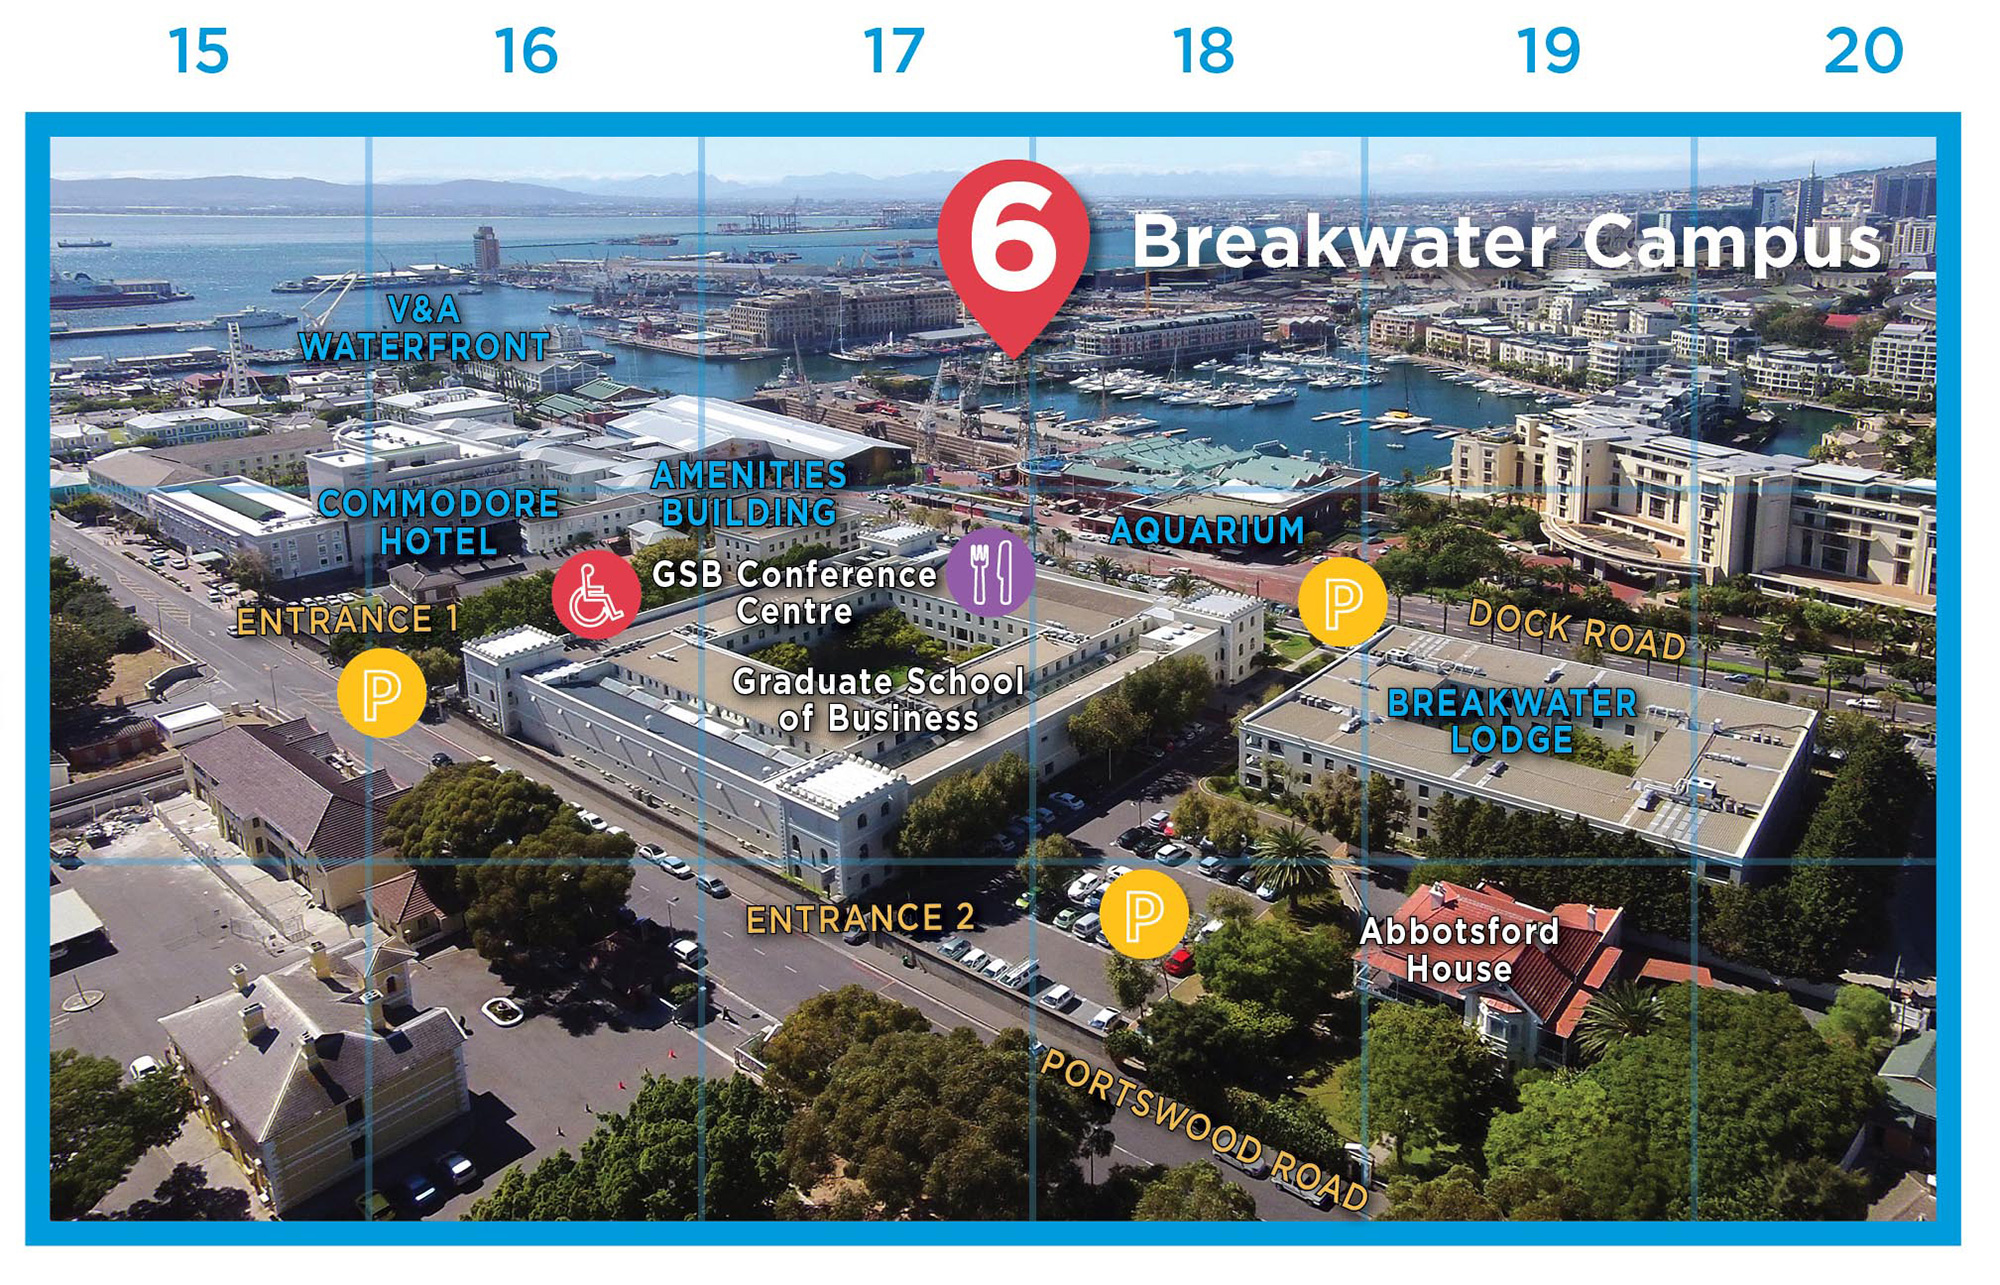 15 16 17 18 19 20
6
Breakwater Campus
V&A
WATERFRONT
COMMODORE
HOTEL
AMENITIES
BUILDING
AQUARIUM
GSB Conference
Centre
ENTRANCE 1
P
P
DOCK ROAD
Graduate School
of Business
BREAKWATER
LODGE
ENTRANCE 2
P
Abbotsford
House
PORTSWOOD ROAD